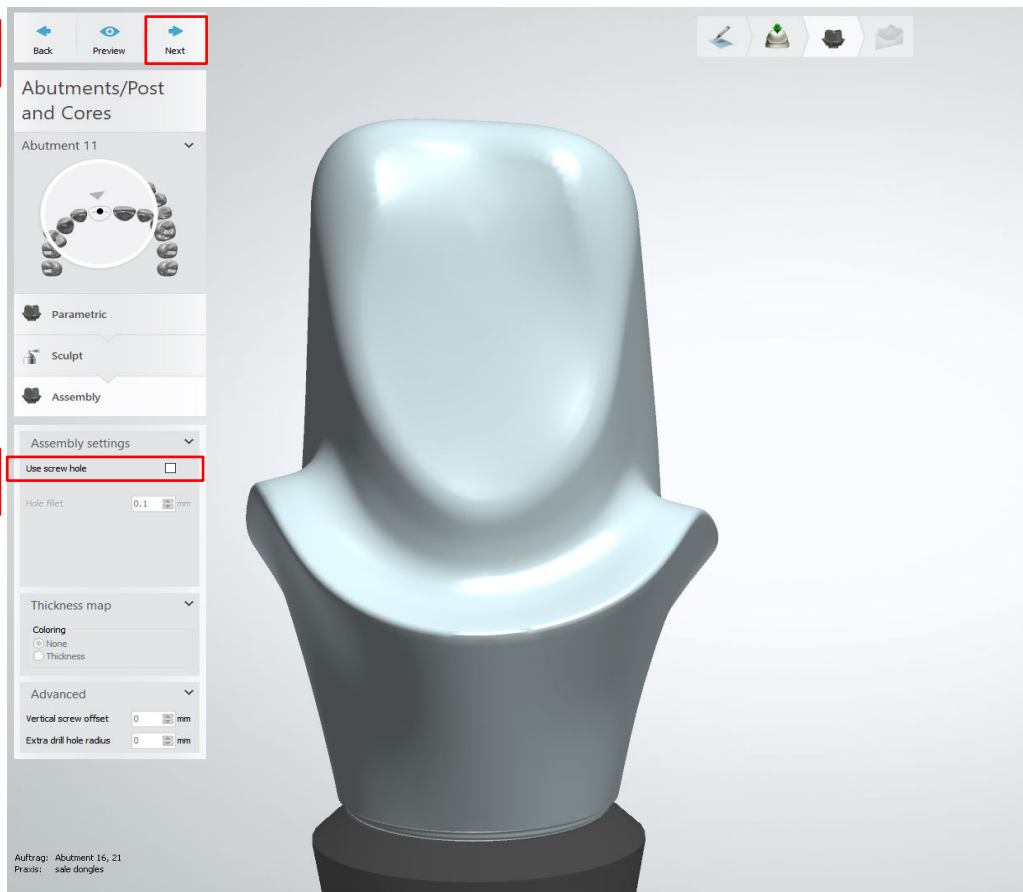 Back Preview Next
Abutments/Post
and Cores
Abutment 11
Parametric
Sculpt
Assembly
Assembly settings
Use screw hole
Hole fillet 0.1 mm
Thickness map
Coloring
None
Thickness
Advanced
Vertical screw offset 0 mm
Extra drill hole radius 0 mm
Auftrag: Abutment 16, 21
Praxis: sale dongles